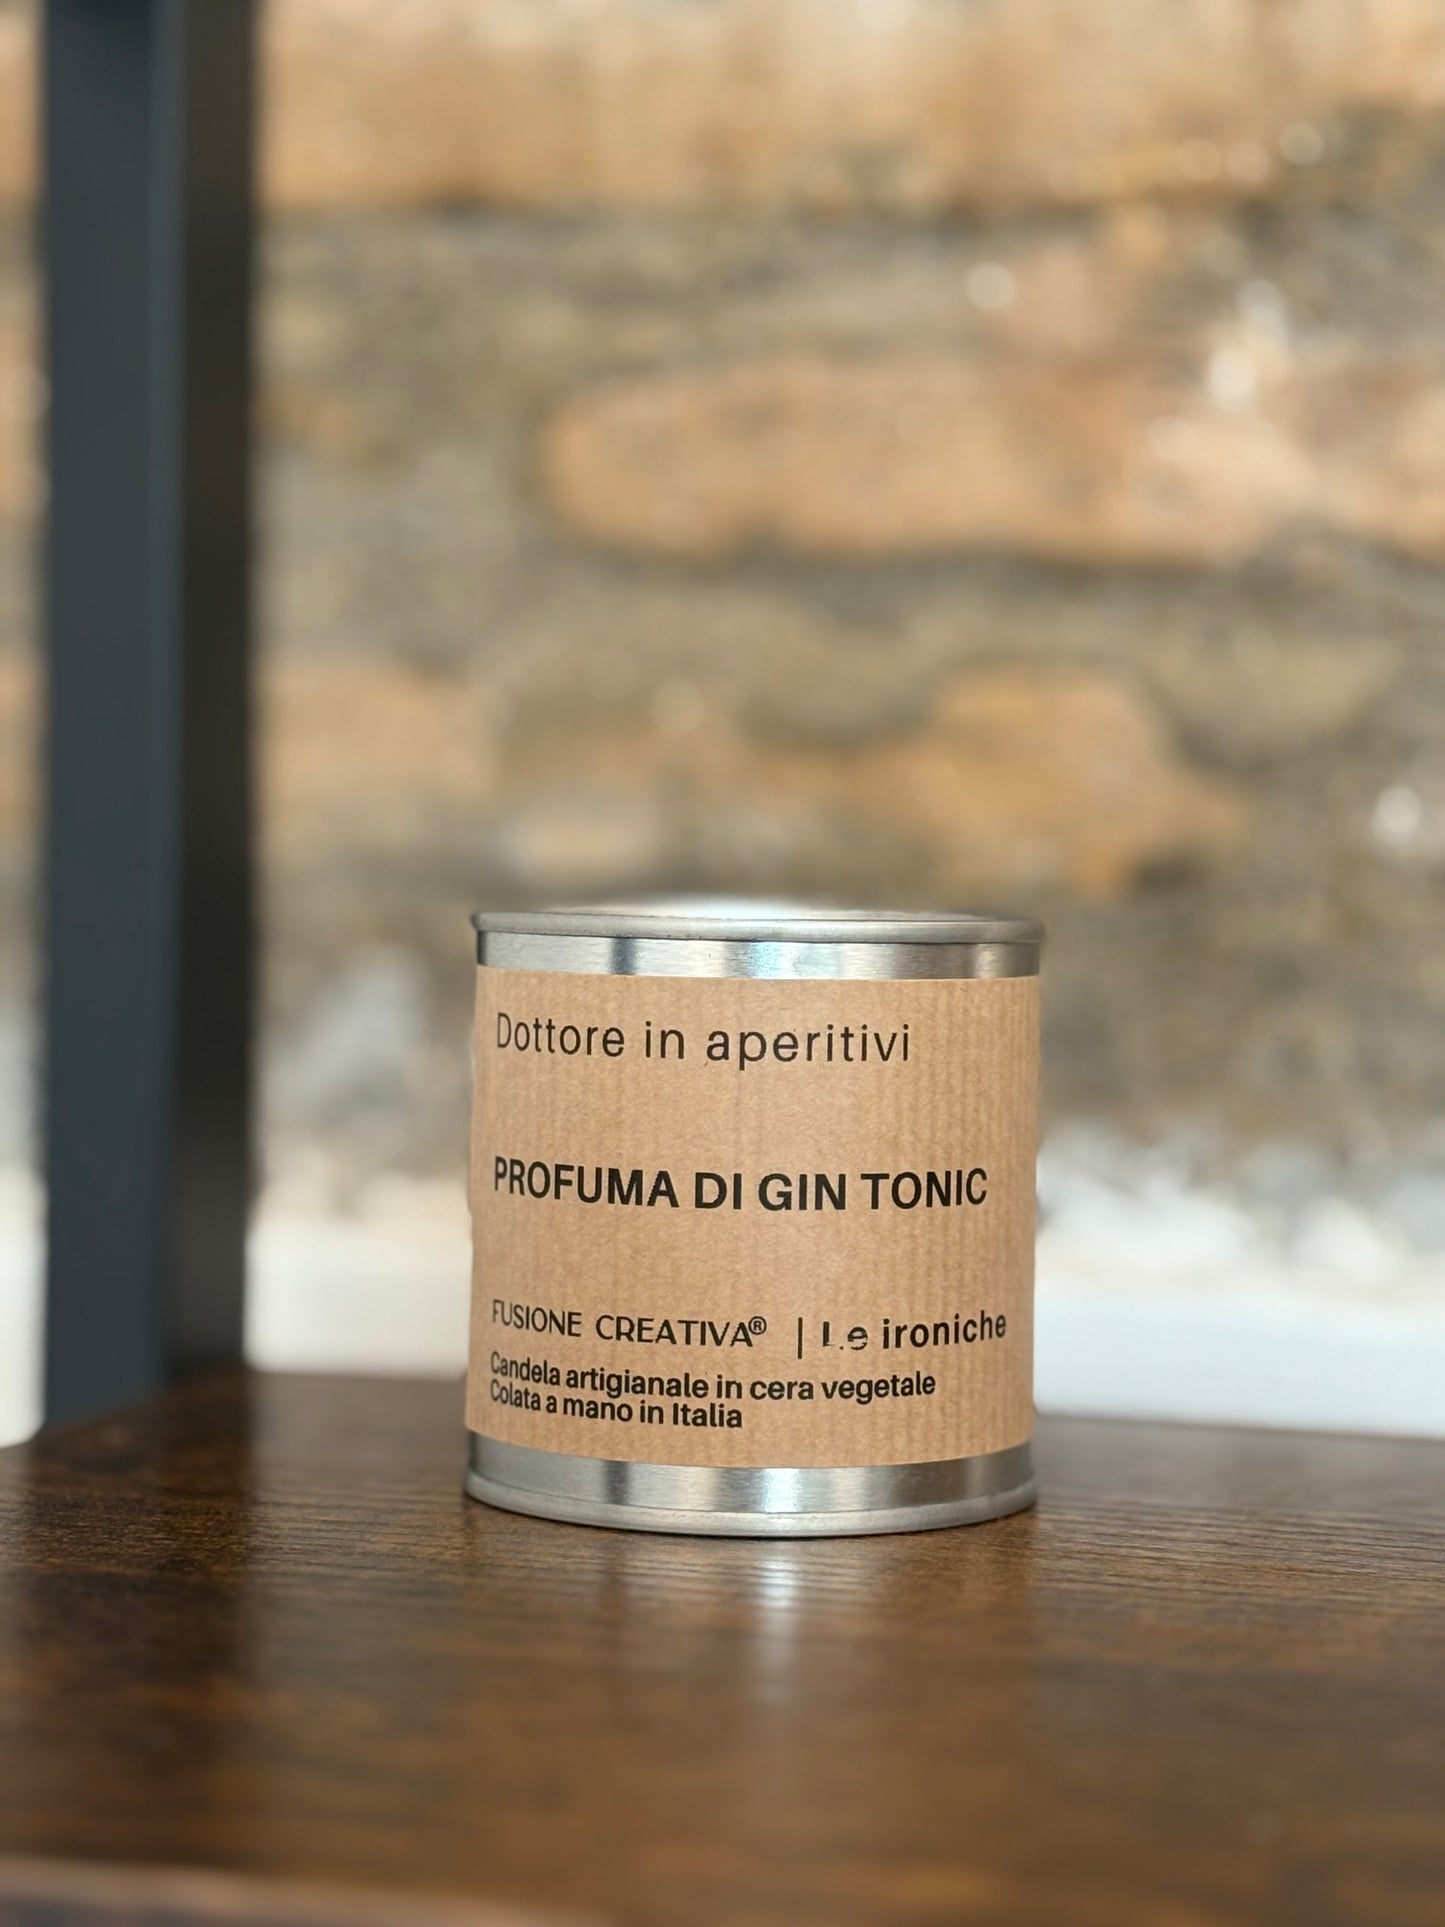 Dottore in aperitivi
PROFUMA DI GIN TONIC
FUSIONE CREATIVA® | Le ironiche
Candela artigianale in cera vegetale
Colata a mano in Italia